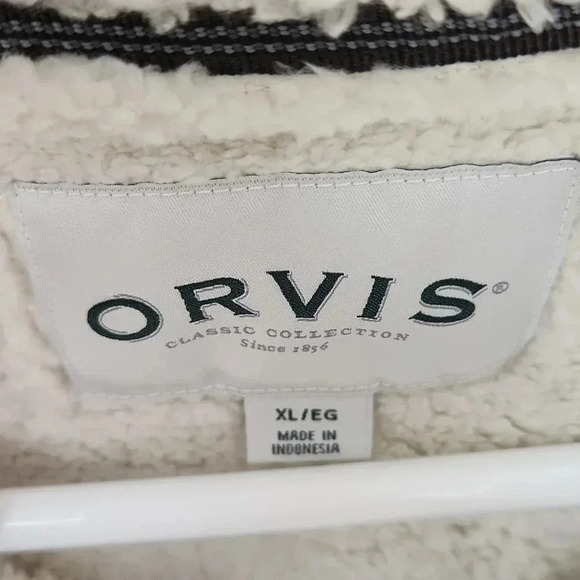 ORVIS®
CLASSIC COLLECTION
Since 1856
XL/EG
MADE IN
INDONESIA